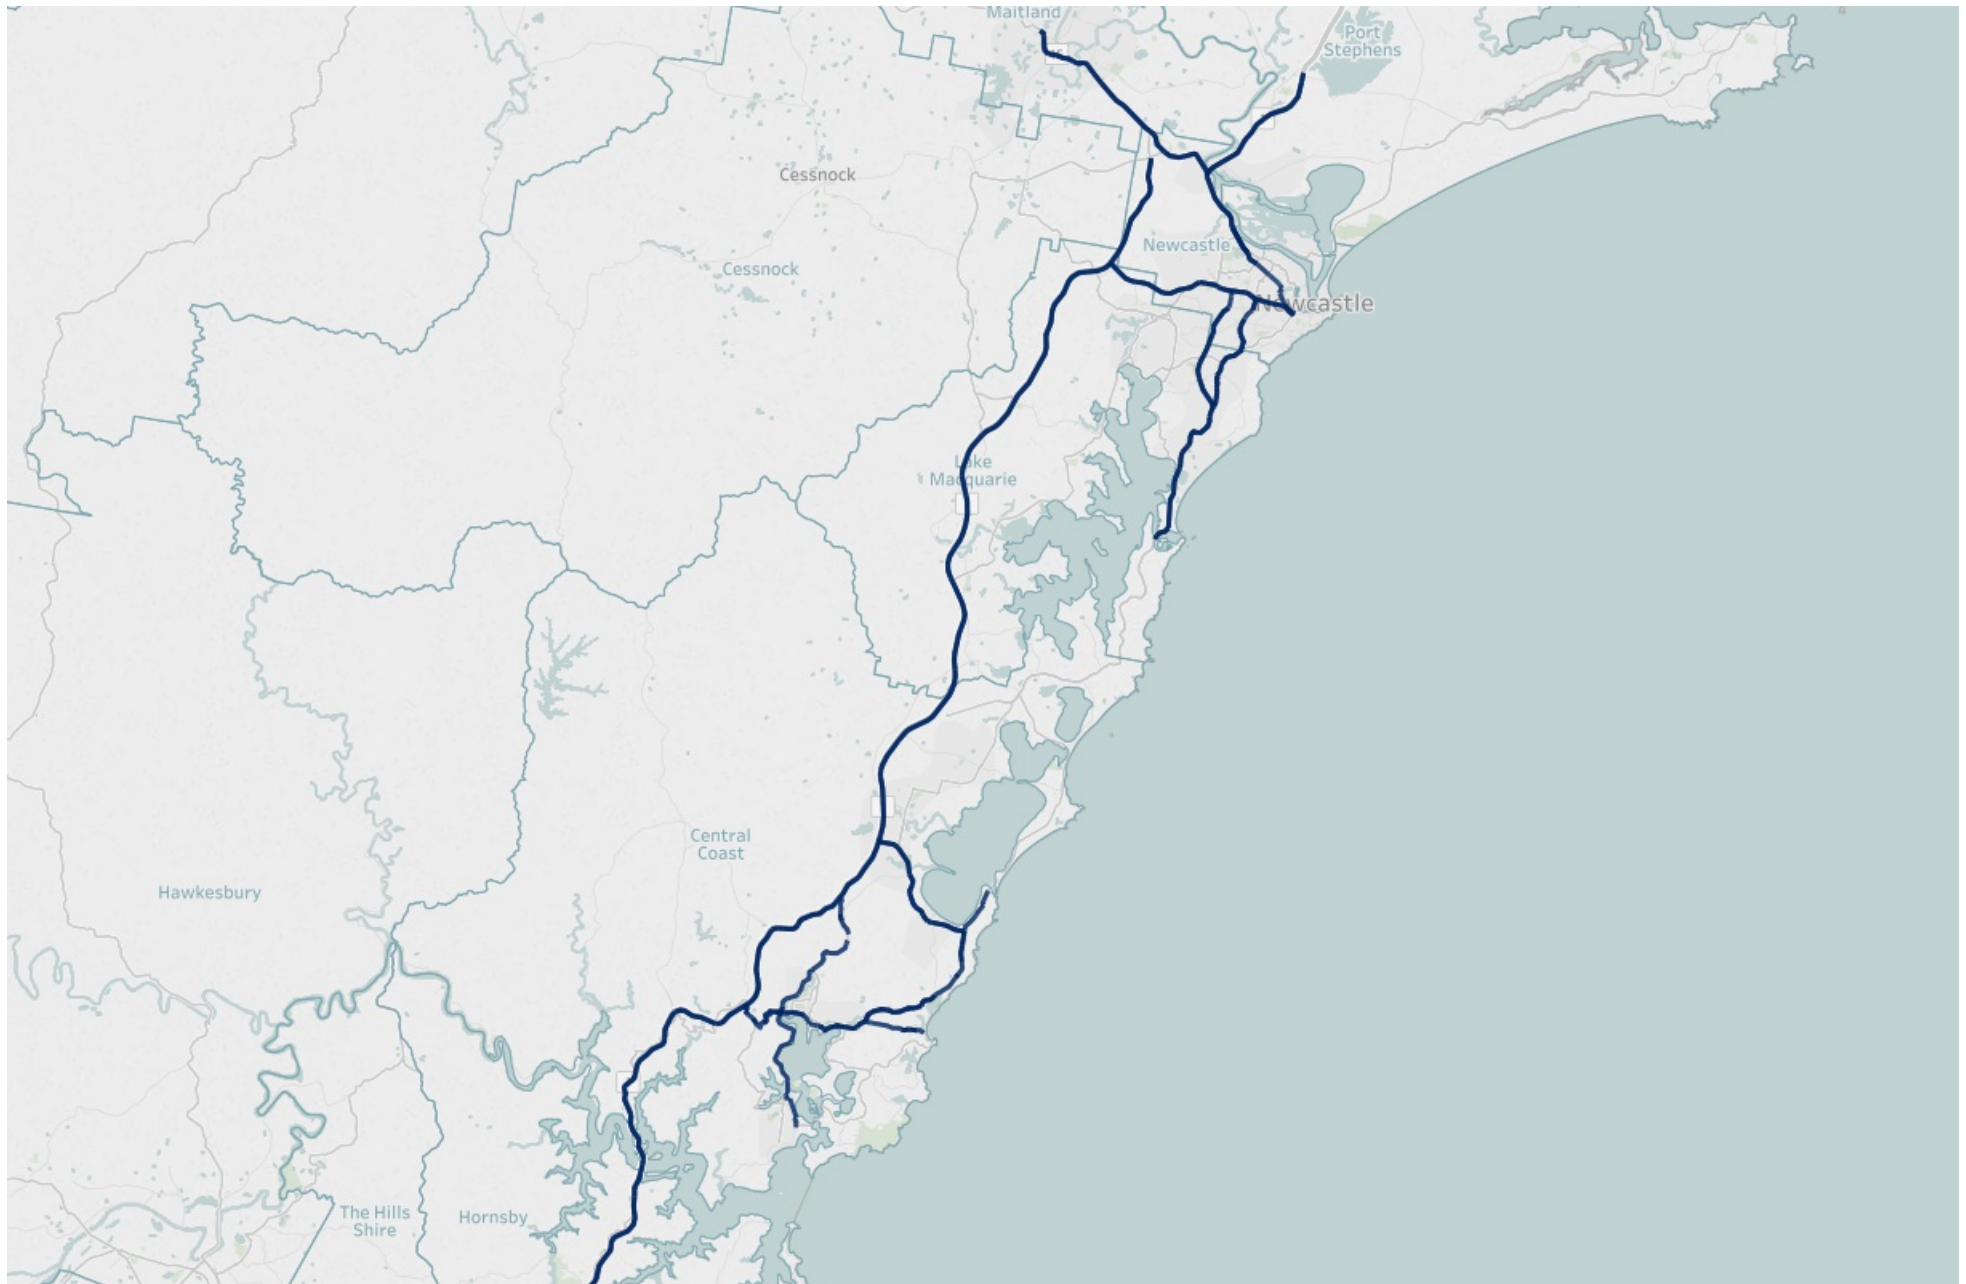 Maitland
Port
Stephens
Cessnock
Newcastle
Cessnock
Newcastle
Lake
Macquarie
Central
Coast
Hawkesbury
The Hills
Shire
Hornsby